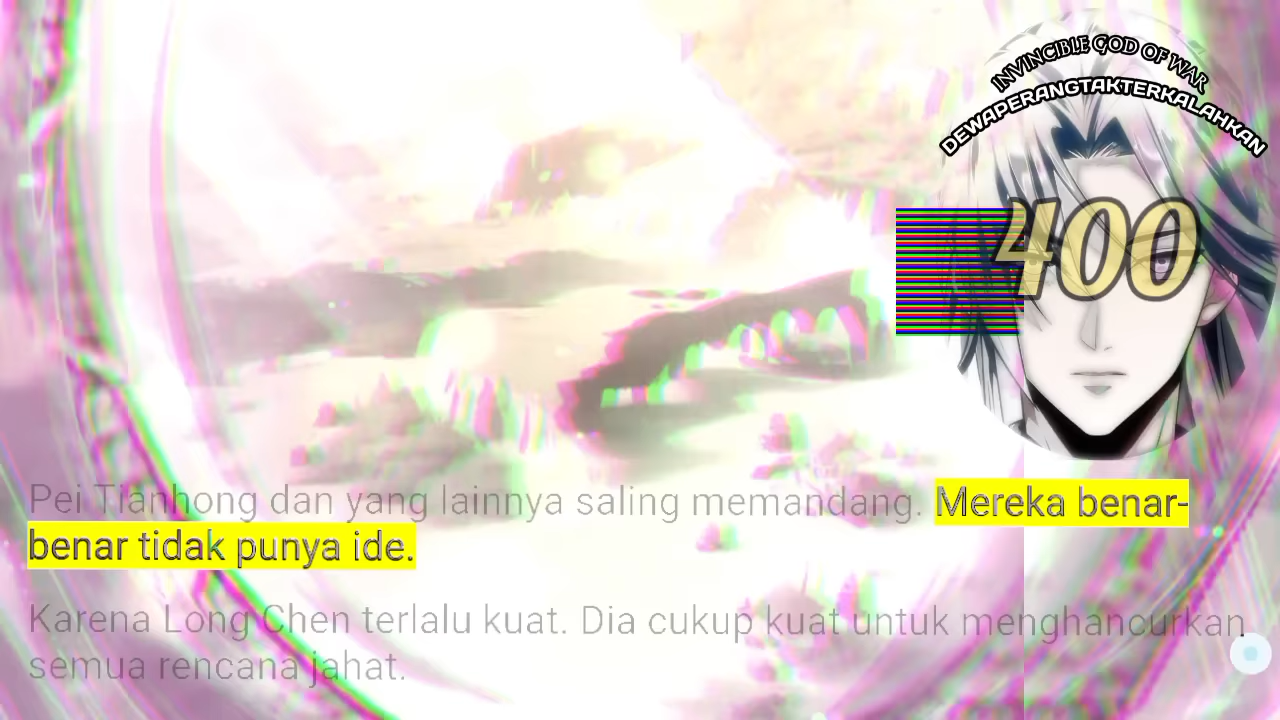 INVINCIBLE GOD OF WAR
DEWAPERANGTAKTERKALAHKAN
400
Pei Tianhong dan yang lainnya saling memandang. Mereka benar-
benar tidak punya ide.
Karena Long Chen terlalu kuat. Dia cukup kuat untuk menghancurkan
semua rencana jahat.